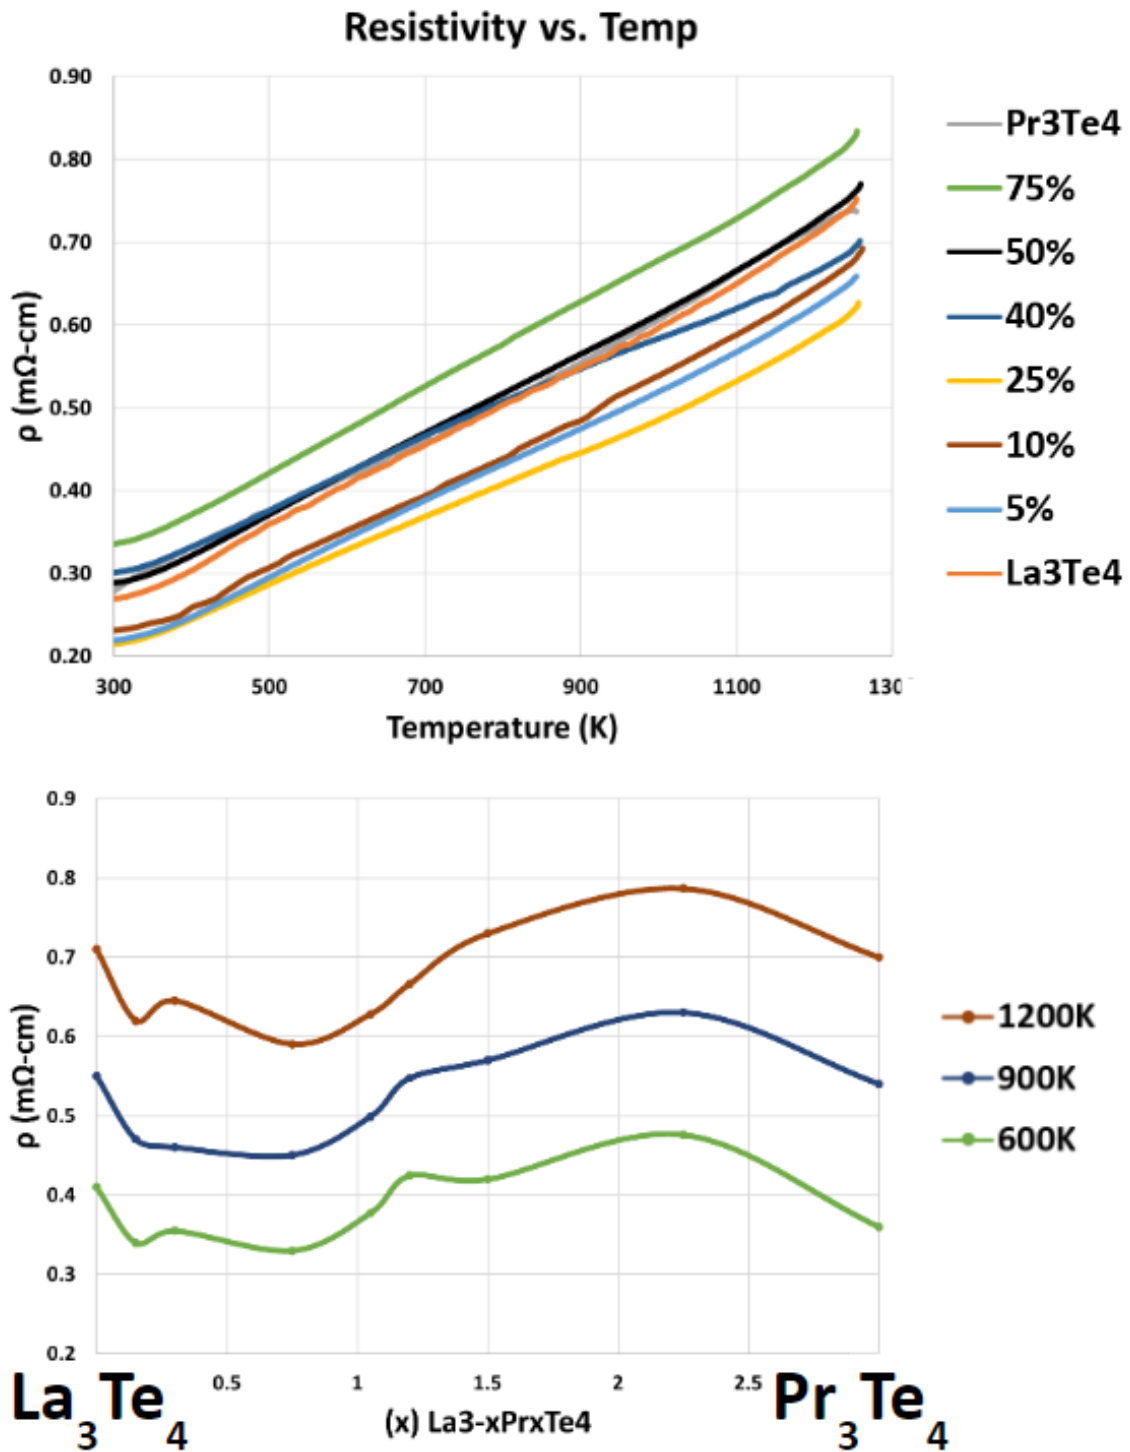 Resistivity vs. Temp
0.90
0.80
0.70
0.60
0.50
0.40
0.30
0.20
ρ (mΩ-cm)
300 500 700 900 1100 130
Temperature (K)
Pr3Te4
75%
50%
40%
25%
10%
5%
La3Te4
0.9
0.8
0.7
0.6
0.5
0.4
0.3
0.2
ρ (mΩ-cm)
1200K
900K
600K
La3Te4 0.5 1 1.5 2 2.5 Pr3Te4
(x) La3-xPrxTe4